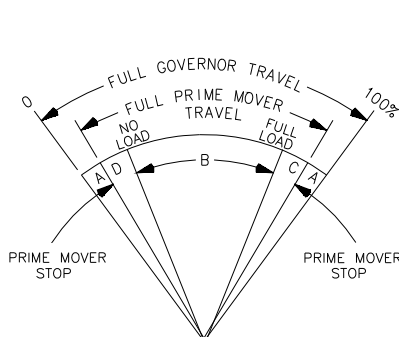 FULL GOVERNOR TRAVEL
0
100%
FULL PRIME MOVER
TRAVEL
NO
LOAD
FULL
LOAD
A
D
B
C
A
PRIME MOVER
STOP
PRIME MOVER
STOP